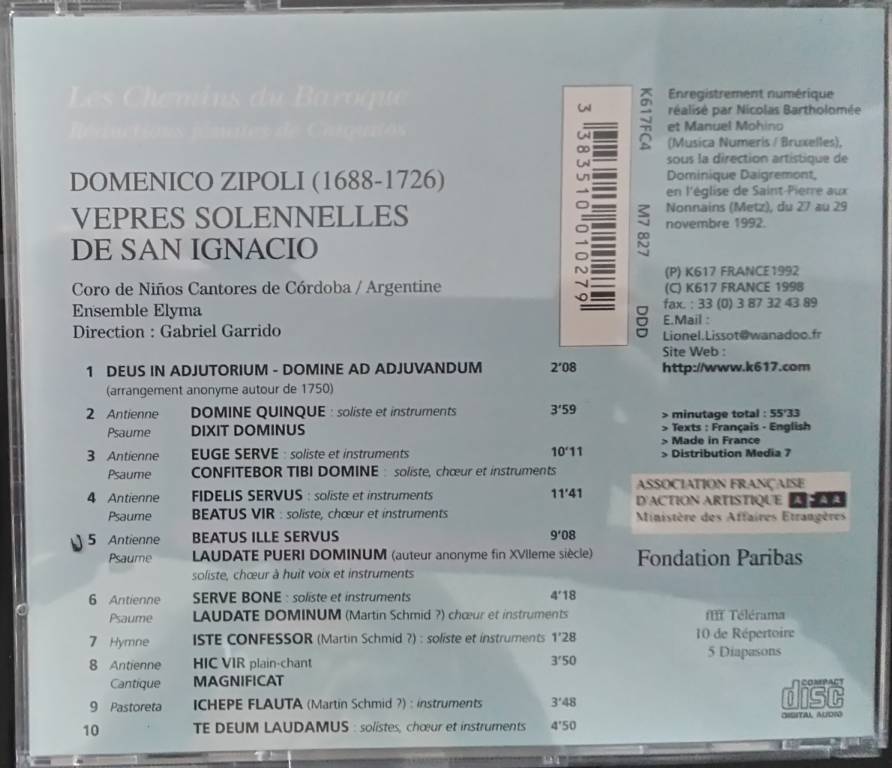 Les Chemins du Baroque
Réductions jésuites de Chiquitos
DOMENICO ZIPOLI (1688-1726)
VEPRES SOLENNELLES
DE SAN IGNACIO
Coro de Niños Cantores de Córdoba / Argentine
Ensemble Elyma
Direction : Gabriel Garrido
1 DEUS IN ADJUTORIUM - DOMINE AD ADJUVANDUM 2'08
(arrangement anonyme autour de 1750)
2 Antienne DOMINE QUINQUE : soliste et instruments 3'59
Psaume DIXIT DOMINUS
3 Antienne EUGE SERVE : soliste et instruments 10'11
Psaume CONFITEBOR TIBI DOMINE : soliste, chœur et instruments
4 Antienne FIDELIS SERVUS : soliste et instruments 11'41
Psaume BEATUS VIR : soliste, chœur et instruments
5 Antienne BEATUS ILLE SERVUS 9'08
Psaume LAUDATE PUERI DOMINUM (auteur anonyme fin XVIIeme siècle)
soliste, chœur à huit voix et instruments
6 Antienne SERVE BONE : soliste et instruments 4'18
Psaume LAUDATE DOMINUM (Martin Schmid ?) chœur et instruments
7 Hymne ISTE CONFESSOR (Martin Schmid ?) : soliste et instruments 1'28
8 Antienne HIC VIR plain-chant 3'50
Cantique MAGNIFICAT
9 Pastoreta ICHEPE FLAUTA (Martin Schmid ?) : instruments 3'48
10 TE DEUM LAUDAMUS : solistes, chœur et instruments 4'50
3 383510 010279
K617FC4 M7 827 DDD
Enregistrement numérique
réalisé par Nicolas Bartholomée
et Manuel Mohino
(Musica Numeris / Bruxelles),
sous la direction artistique de
Dominique Daigremont,
en l'église de Saint-Pierre aux
Nonnains (Metz), du 27 au 29
novembre 1992.
(P) K617 FRANCE1992
(C) K617 FRANCE 1998
fax. : 33 (0) 3 87 32 43 89
E.Mail :
Lionel.Lissot@wanadoo.fr
Site Web :
http://www.k617.com
> minutage total : 55'33
> Texts : Français - English
> Made in France
> Distribution Media 7
ASSOCIATION FRANÇAISE
D'ACTION ARTISTIQUE AFAA
Ministère des Affaires Etrangères
Fondation Paribas
ffff Télérama
10 de Répertoire
5 Diapasons
COMPACT
disc
DIGITAL AUDIO